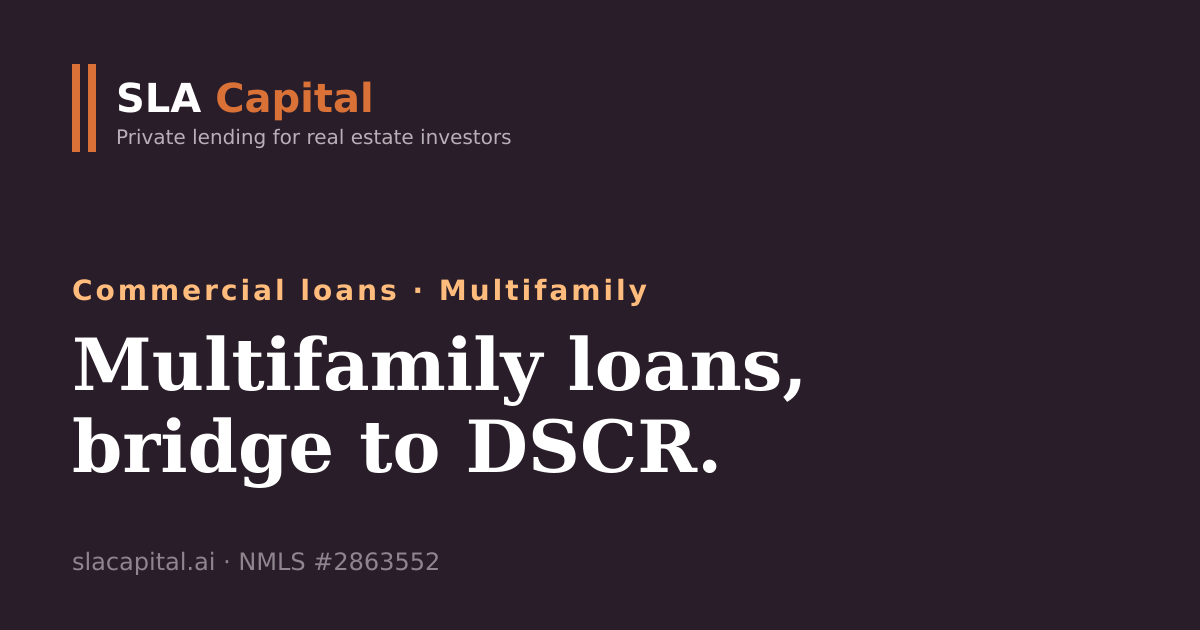 SLA Capital
Private lending for real estate investors
Commercial loans · Multifamily
Multifamily loans,
bridge to DSCR.
slacapital.ai · NMLS #2863552